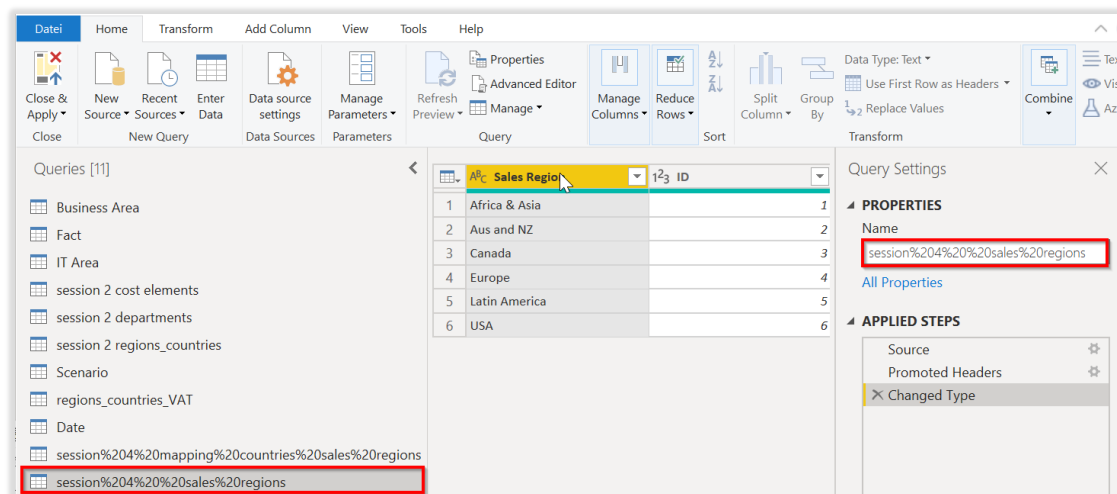 Datei Home Transform Add Column View Tools Help
Close & Apply
New Source
Recent Sources
Enter Data
Data source settings
Manage Parameters
Refresh Preview
Properties
Advanced Editor
Manage
Manage Columns
Reduce Rows
Split Column
Group By
Data Type: Text
Use First Row as Headers
Replace Values
Combine
Close
New Query
Data Sources
Parameters
Query
Sort
Transform
Queries [11]
Business Area
Fact
IT Area
session 2 cost elements
session 2 departments
session 2 regions_countries
Scenario
regions_countries_VAT
Date
session%204%20mapping%20countries%20sales%20regions
session%204%20%20sales%20regions
ABC Sales Region 123 ID
1 Africa & Asia 1
2 Aus and NZ 2
3 Canada 3
4 Europe 4
5 Latin America 5
6 USA 6
Query Settings
PROPERTIES
Name
session%204%20%20sales%20regions
All Properties
APPLIED STEPS
Source
Promoted Headers
Changed Type